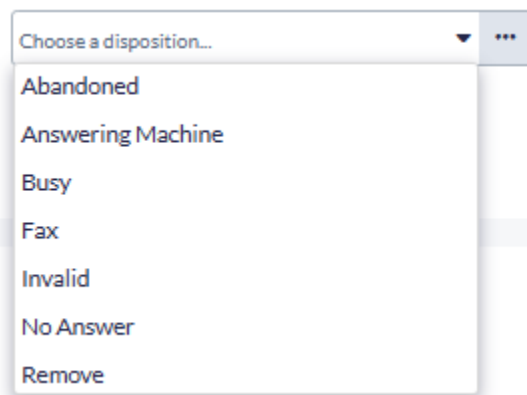 Choose a disposition...
Abandoned
Answering Machine
Busy
Fax
Invalid
No Answer
Remove